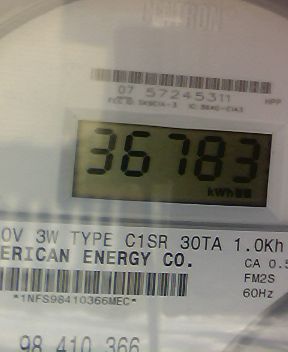 07 57245311 HPP
36783
kWh
0V 3W TYPE C1SR 30TA 1.0Kh
ERICAN ENERGY CO.
CA 0.5
FM2S
*1NFS98410366MEC*
60Hz
98 410 366